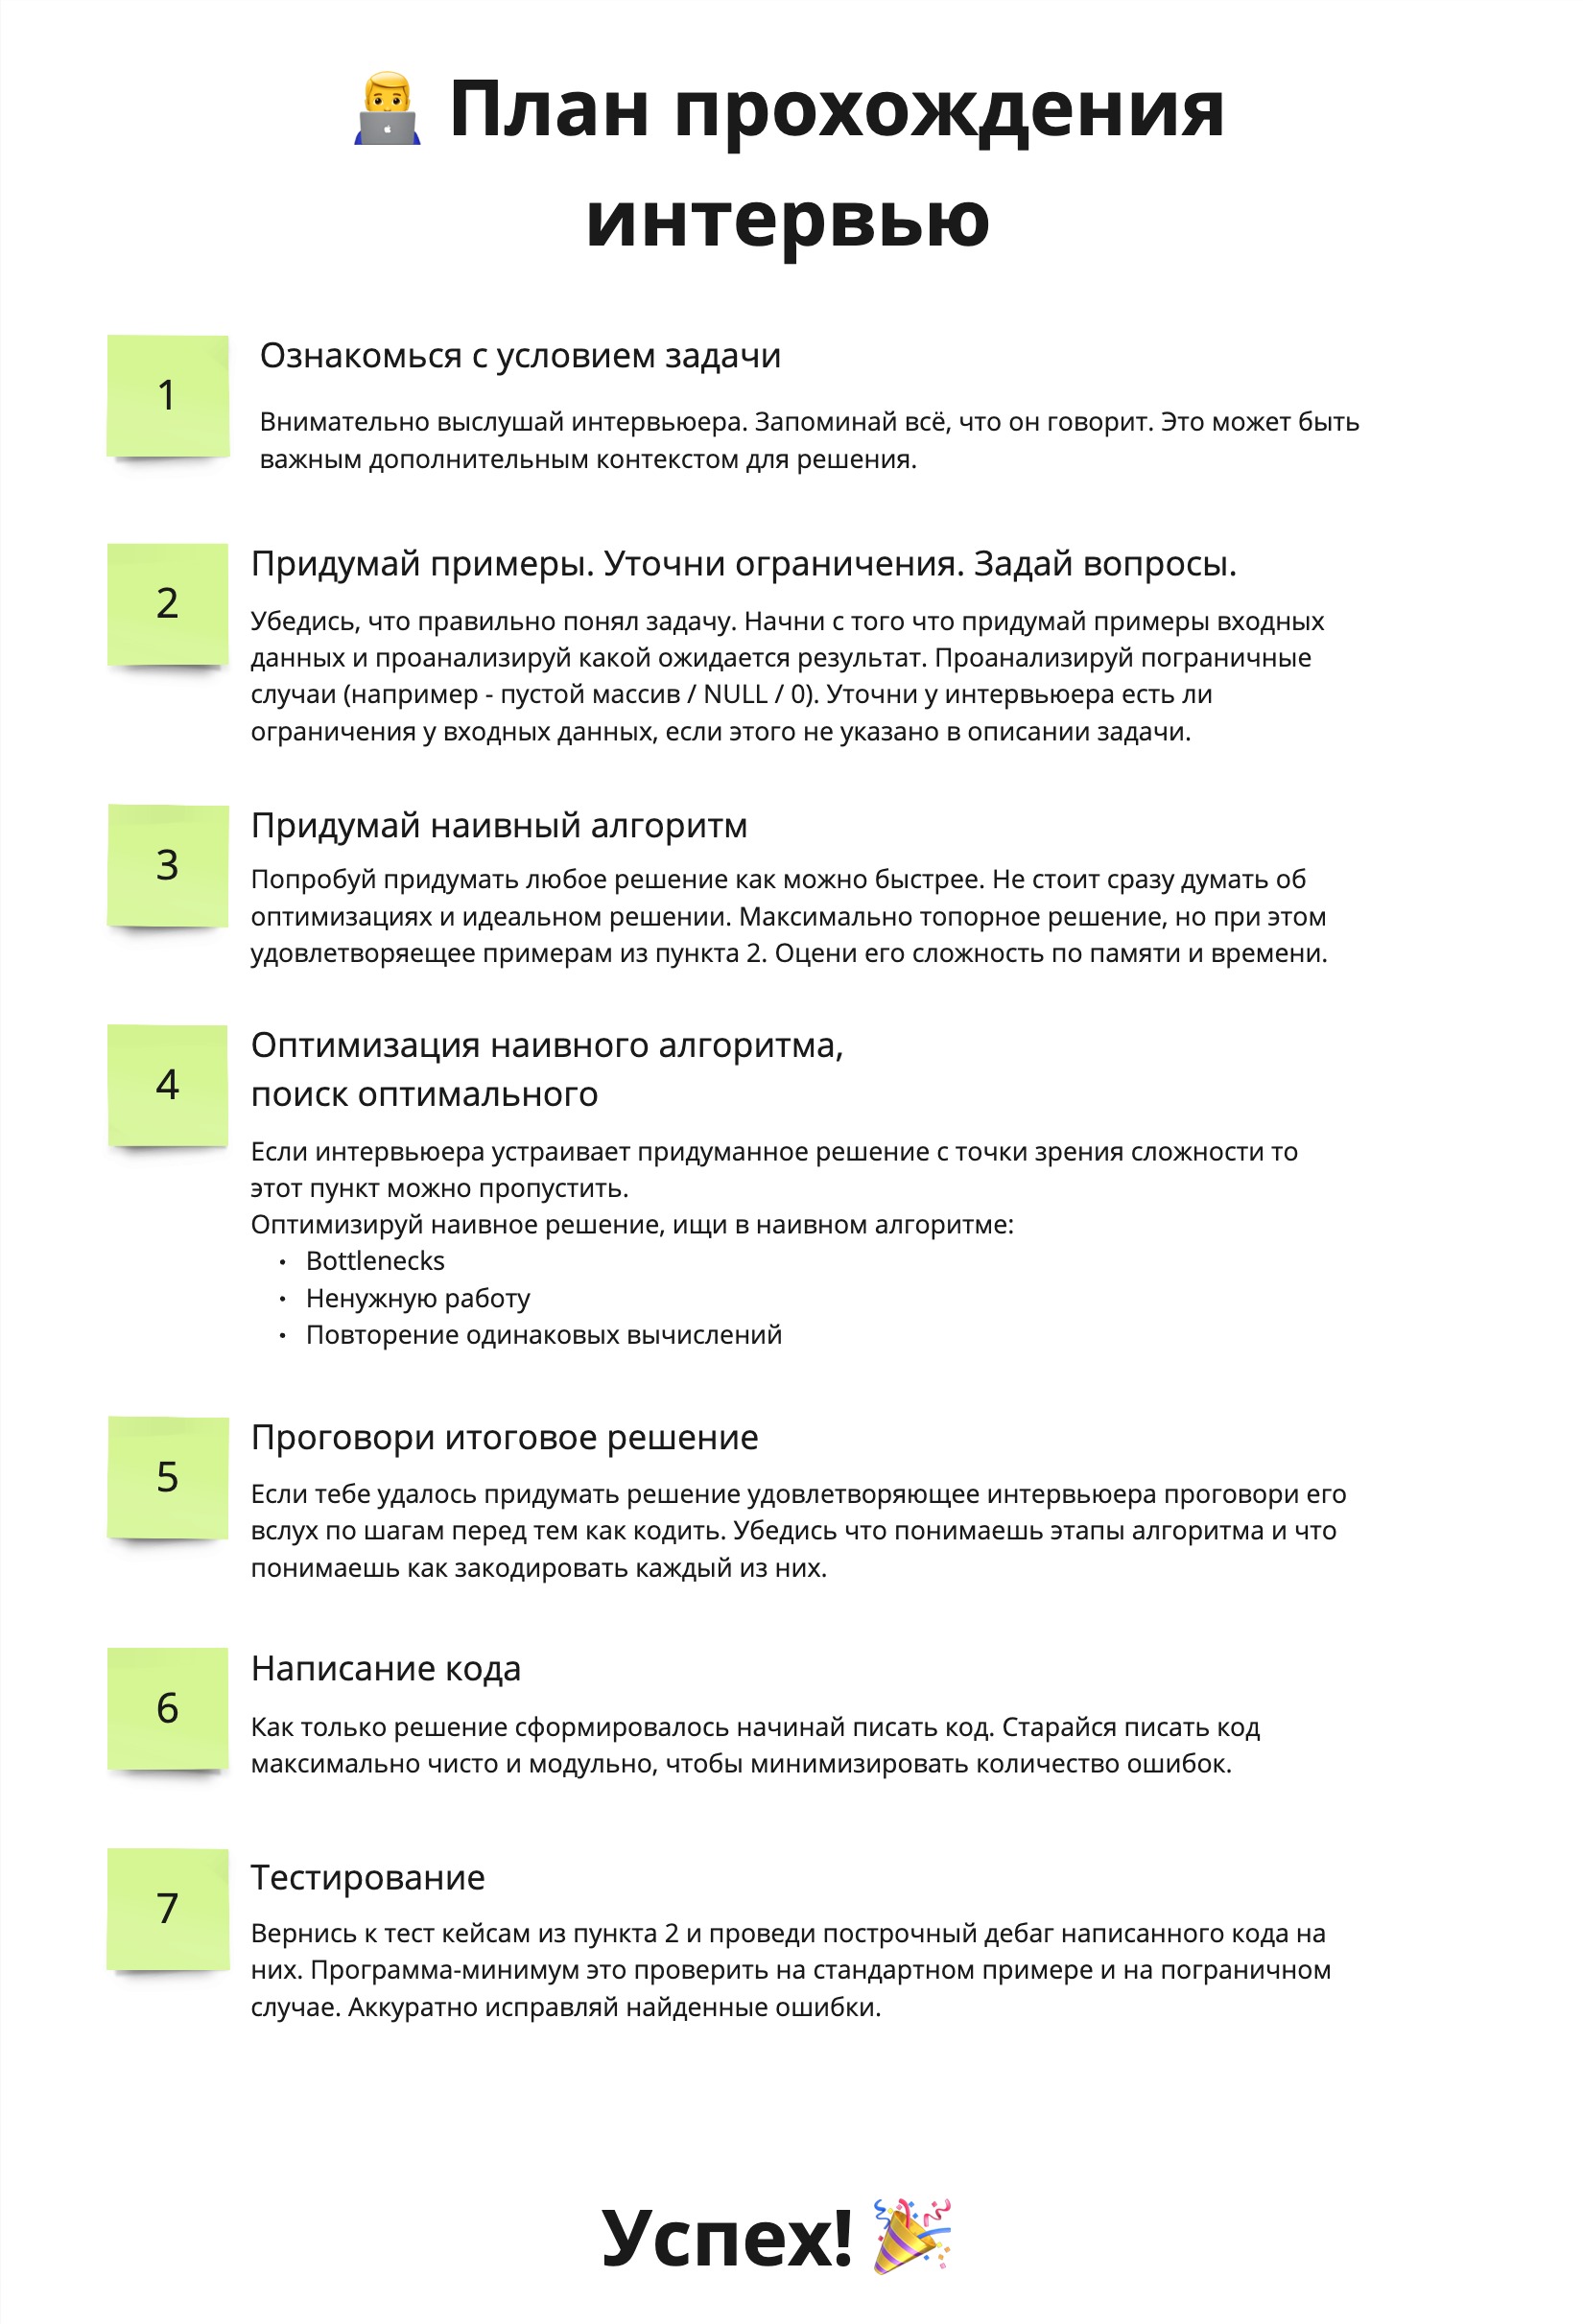 👨‍💻 План прохождения
интервью
1
Ознакомься с условием задачи
Внимательно выслушай интервьюера. Запоминай всё, что он говорит. Это может быть
важным дополнительным контекстом для решения.
2
Придумай примеры. Уточни ограничения. Задай вопросы.
Убедись, что правильно понял задачу. Начни с того что придумай примеры входных
данных и проанализируй какой ожидается результат. Проанализируй пограничные
случаи (например - пустой массив / NULL / 0). Уточни у интервьюера есть ли
ограничения у входных данных, если этого не указано в описании задачи.
3
Придумай наивный алгоритм
Попробуй придумать любое решение как можно быстрее. Не стоит сразу думать об
оптимизациях и идеальном решении. Максимально топорное решение, но при этом
удовлетворяещее примерам из пункта 2. Оцени его сложность по памяти и времени.
4
Оптимизация наивного алгоритма,
поиск оптимального
Если интервьюера устраивает придуманное решение с точки зрения сложности то
этот пункт можно пропустить.
Оптимизируй наивное решение, ищи в наивном алгоритме:
• Bottlenecks
• Ненужную работу
• Повторение одинаковых вычислений
5
Проговори итоговое решение
Если тебе удалось придумать решение удовлетворяющее интервьюера проговори его
вслух по шагам перед тем как кодить. Убедись что понимаешь этапы алгоритма и что
понимаешь как закодировать каждый из них.
6
Написание кода
Как только решение сформировалось начинай писать код. Старайся писать код
максимально чисто и модульно, чтобы минимизировать количество ошибок.
7
Тестирование
Вернись к тест кейсам из пункта 2 и проведи построчный дебаг написанного кода на
них. Программа-минимум это проверить на стандартном примере и на пограничном
случае. Аккуратно исправляй найденные ошибки.
Успех! 🎉